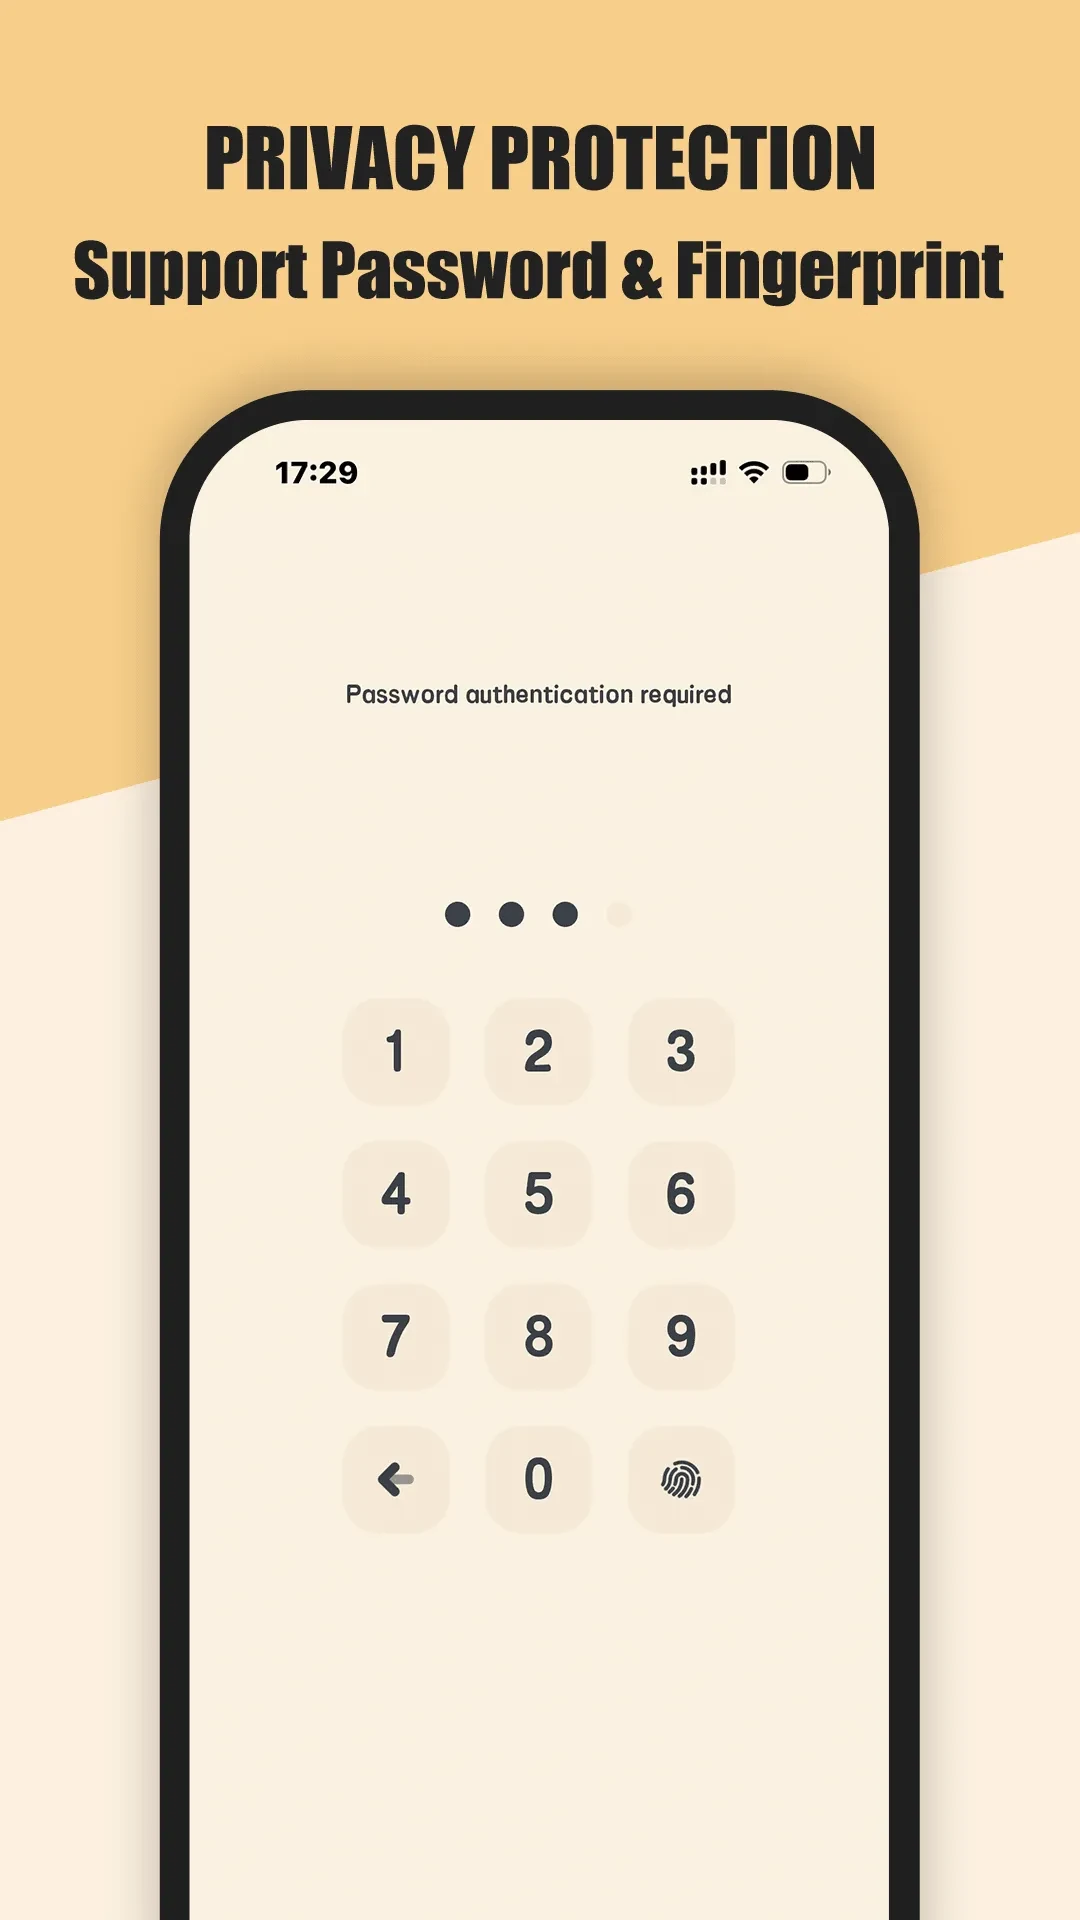 PRIVACY PROTECTION
Support Password & Fingerprint
17:29
Password authentication required
1 2 3
4 5 6
7 8 9
0